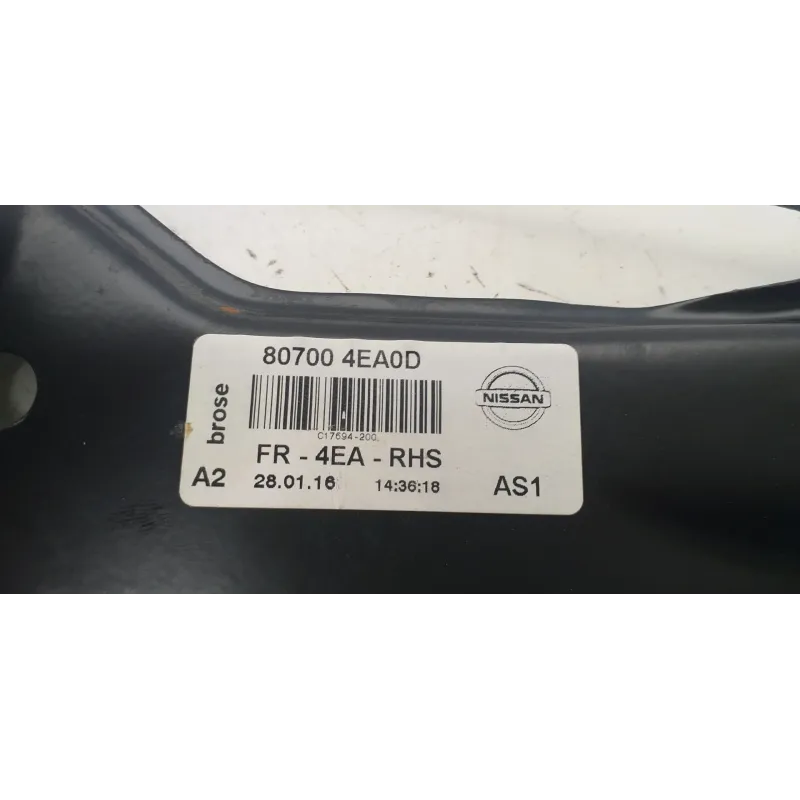 80700 4EA0D
brose
NISSAN
C17694-200
FR - 4EA - RHS
A2
28.01.16 14:36:18
AS1